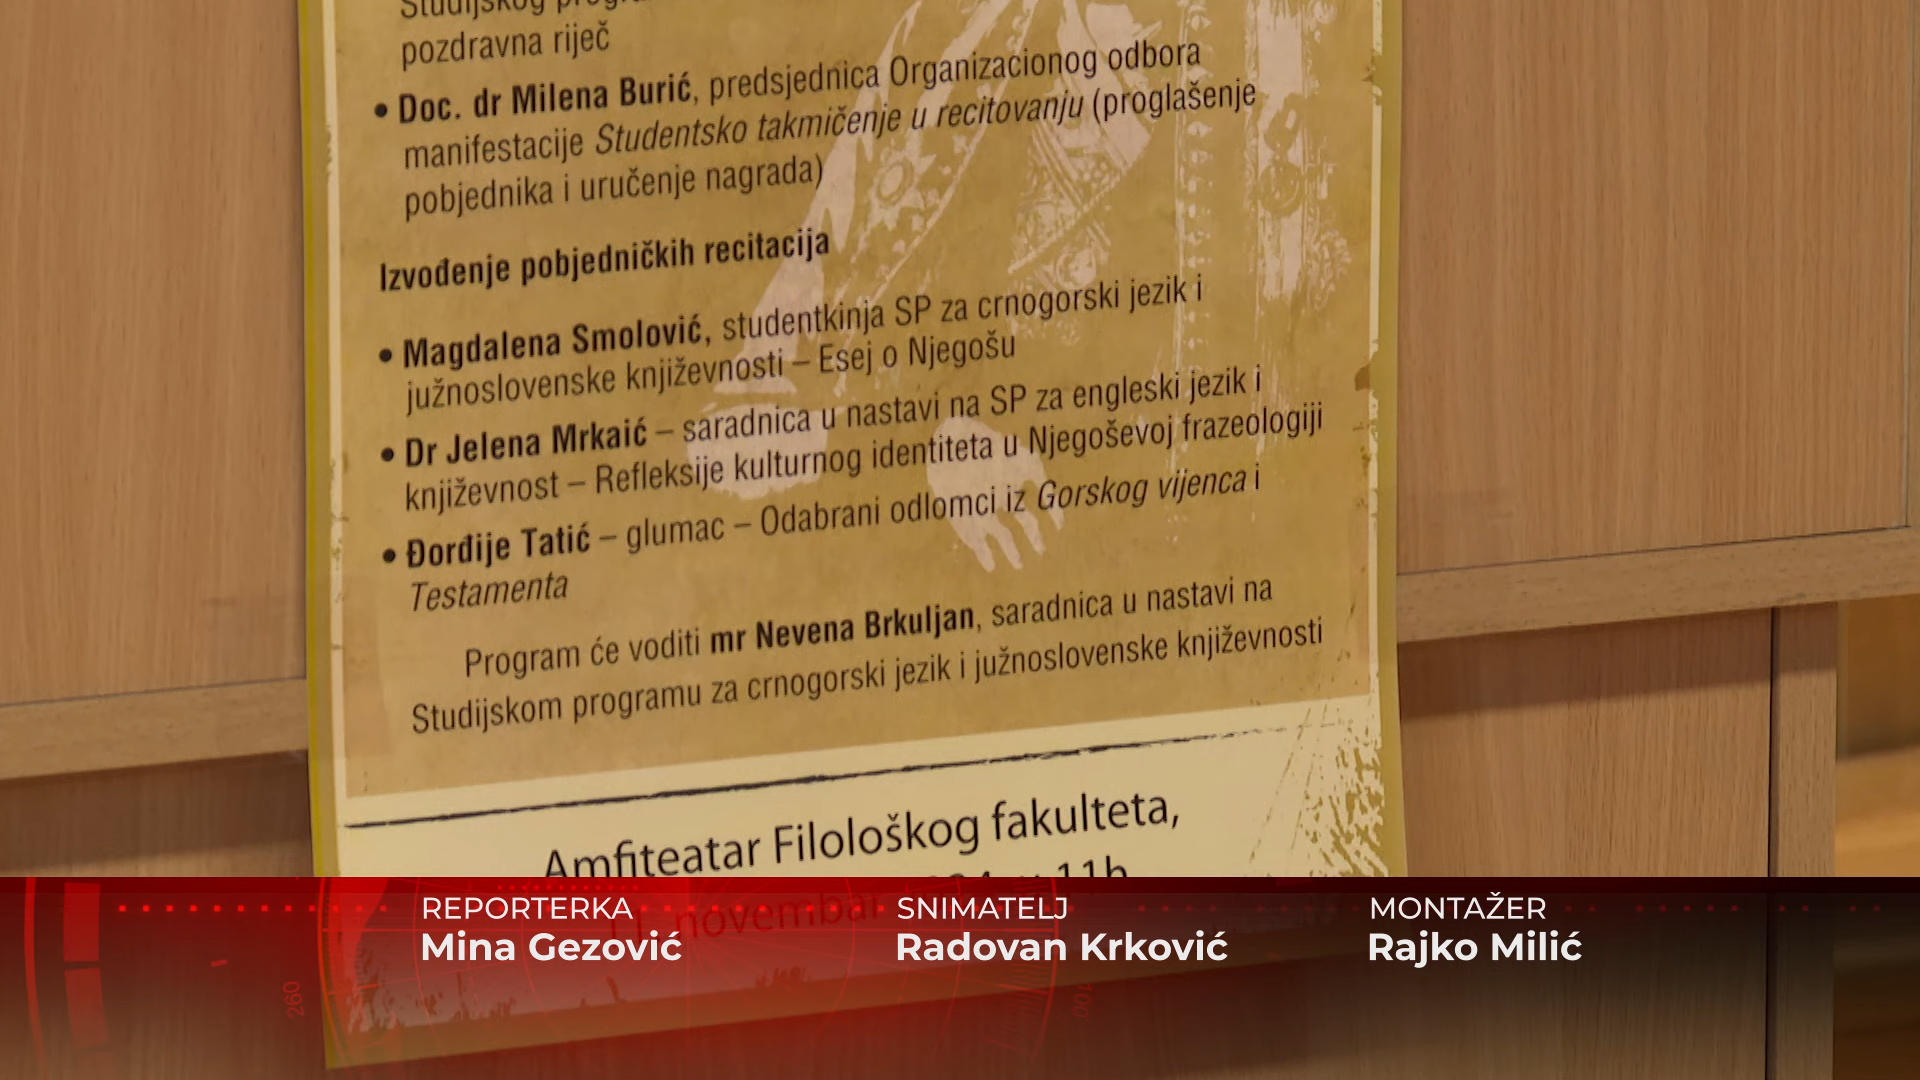 Studijskog
pozdravna riječ
• Doc. dr Milena Burić, predsjednica Organizacionog odbora
manifestacije Studentsko takmičenje u recitovanju (proglašenje
pobjednika i uručenje nagrada)
Izvođenje pobjedničkih recitacija
• Magdalena Smolović, studentkinja SP za crnogorski jezik i
južnoslovenske književnosti – Esej o Njegošu
• Dr Jelena Mrkaić – saradnica u nastavi na SP za engleski jezik i
književnost – Refleksije kulturnog identiteta u Njegoševoj frazeologiji
• Đorđije Tatić – glumac – Odabrani odlomci iz Gorskog vijenca i
Testamenta
Program će voditi mr Nevena Brkuljan, saradnica u nastavi na
Studijskom programu za crnogorski jezik i južnoslovenske književnosti
Amfiteatar Filološkog fakulteta,
novembar 11h
REPORTERKA
Mina Gezović
SNIMATELJ
Radovan Krković
MONTAŽER
Rajko Milić
260